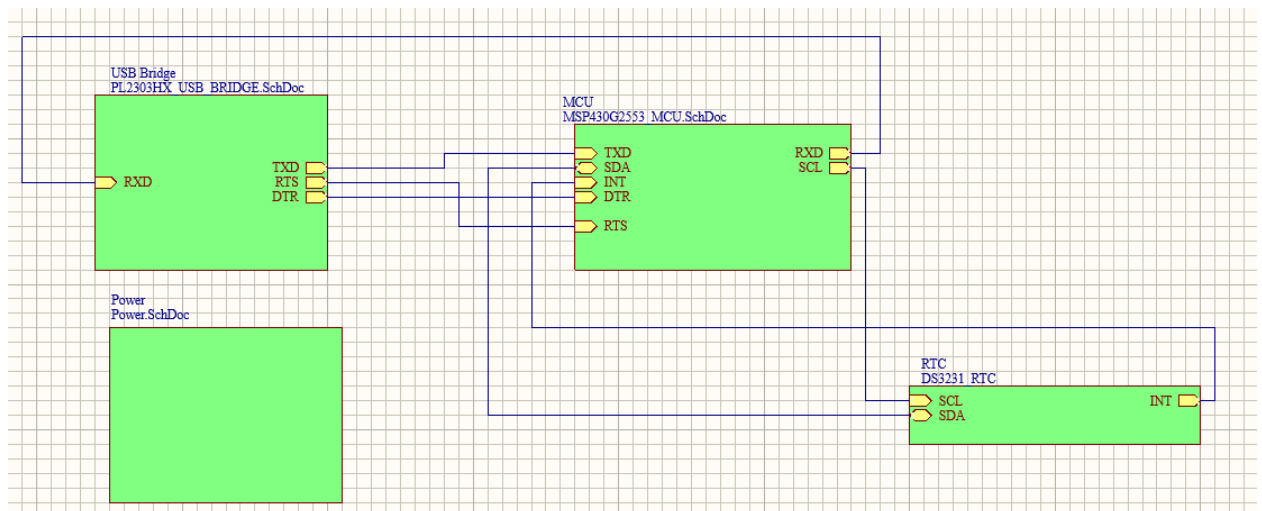 USB Bridge
PL2303HX_USB_BRIDGE.SchDoc
TXD
RTS
DTR
RXD
MCU
MSP430G2553_MCU.SchDoc
TXD
SDA
INT
DTR
RTS
RXD
SCL
Power
Power.SchDoc
RTC
DS3231_RTC
SCL
SDA
INT